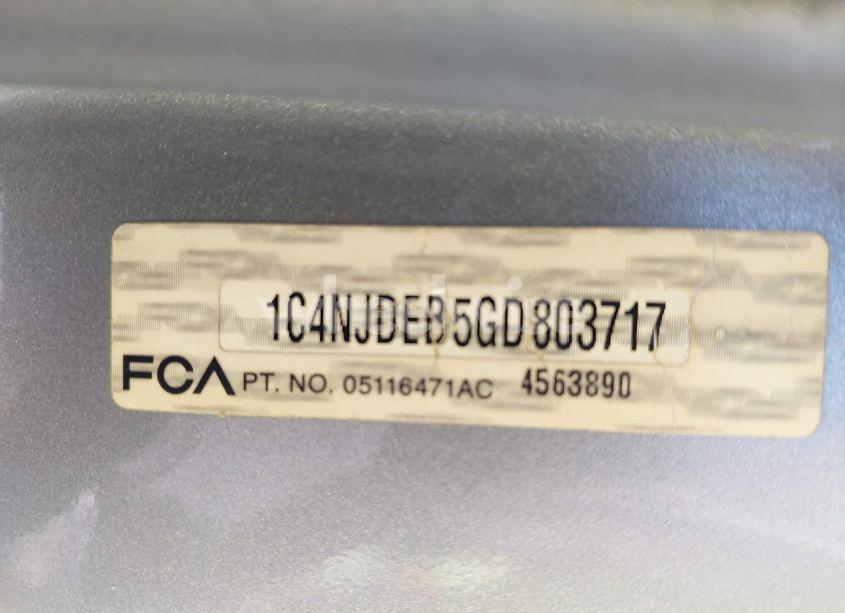 1C4NJDEB5GD803717
FCA PT. NO. 05116471AC 4563890